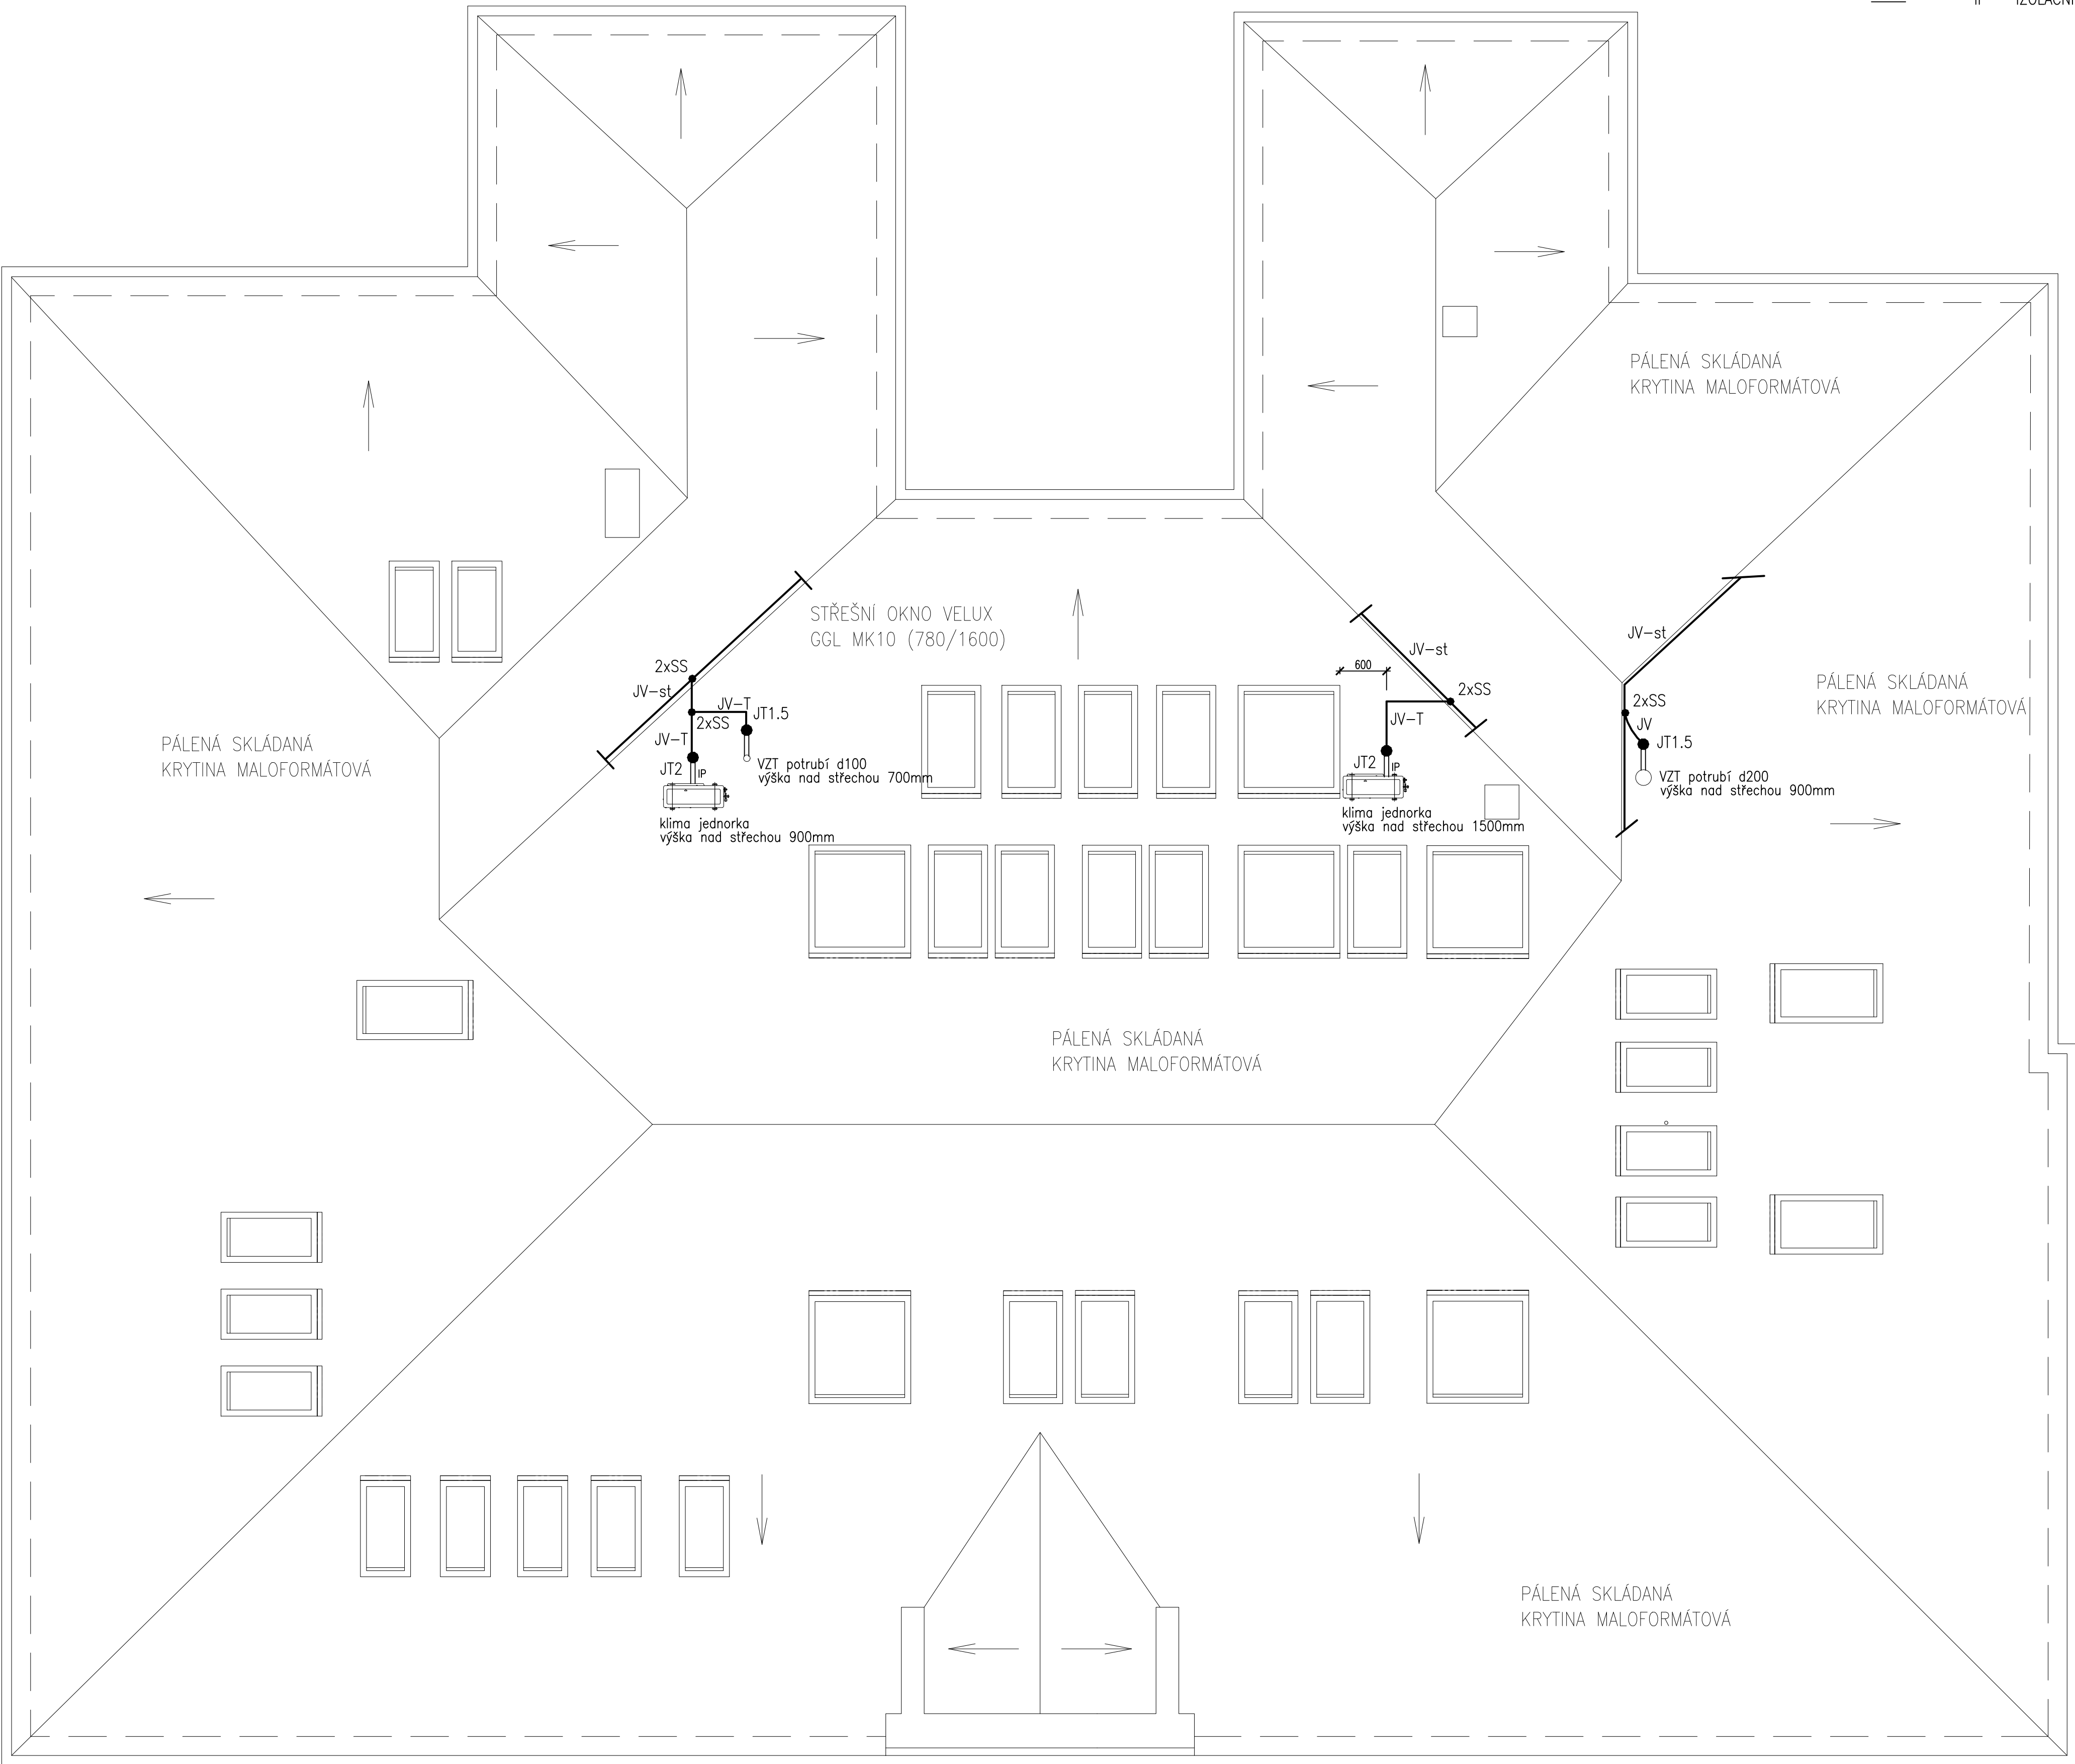 PÁLENÁ SKLÁDANÁ
KRYTINA MALOFORMÁTOVÁ
STŘEŠNÍ OKNO VELUX
GGL MK10 (780/1600)
JV-st
JV-st
600
2xSS
2xSS
JV-st
JV-T
JT1.5
2xSS
JV-T
JV-T
JT2
IP
VZT potrubí d100
výška nad střechou 700mm
klima jednorka
výška nad střechou 900mm
JT2
IP
klima jednorka
výška nad střechou 1500mm
2xSS
JV
JT1.5
VZT potrubí d200
výška nad střechou 900mm
PÁLENÁ SKLÁDANÁ
KRYTINA MALOFORMÁTOVÁ
PÁLENÁ SKLÁDANÁ
KRYTINA MALOFORMÁTOVÁ
PÁLENÁ SKLÁDANÁ
KRYTINA MALOFORMÁTOVÁ
PÁLENÁ SKLÁDANÁ
KRYTINA MALOFORMÁTOVÁ